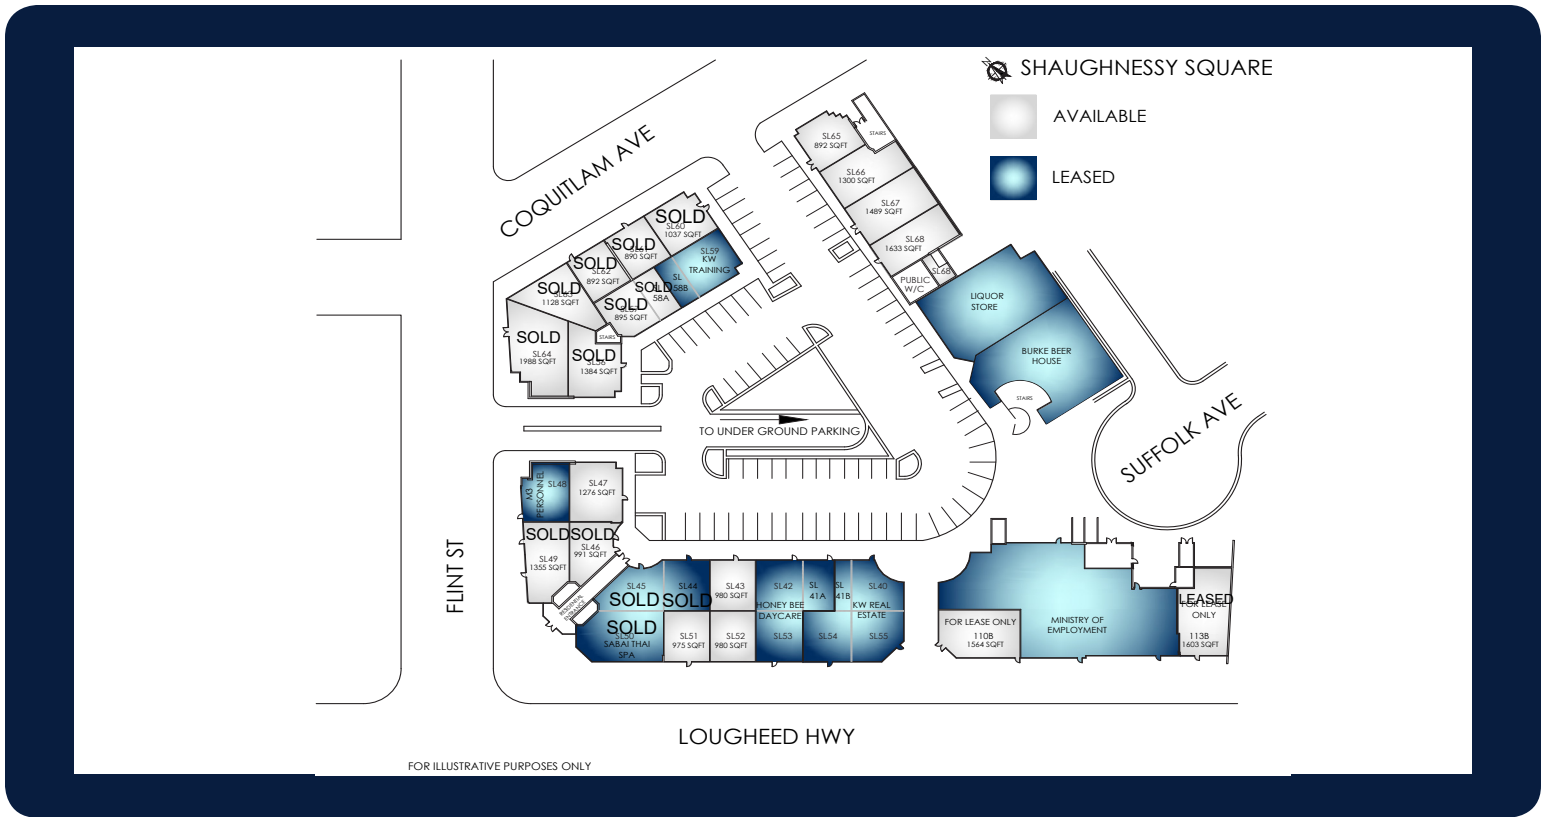 SHAUGHNESSY SQUARE
AVAILABLE
LEASED
COQUITLAM AVE
SL65
892 SQFT
STAIRS
SL66
1300 SQFT
SL67
1489 SQFT
SL68
1633 SQFT
PUBLIC
W/C
SL68
LIQUOR
STORE
BURKE BEER
HOUSE
STAIRS
SUFFOLK AVE
SOLD
SL60
1037 SQFT
SL59
KW
TRAINING
SOLD
890 SQFT
SOLD
SL62
892 SQFT
SL
58B
SOLD
58A
SOLD
1128 SQFT
SOLD
895 SQFT
STAIRS
SOLD
SL64
1988 SQFT
SOLD
1384 SQFT
TO UNDER GROUND PARKING
M3
PERSONNEL
SL48
SL47
1276 SQFT
SOLD
SL49
1355 SQFT
SOLD
SL46
991 SQFT
RESIDENTIAL
ENTRANCE
SL45
SOLD
SL44
SOLD
SL43
980 SQFT
SL42
HONEY BEE
DAYCARE
SL53
SL
41A
SL
41B
SL40
KW REAL
ESTATE
SL54
SL55
SOLD
SL50
SABAI THAI
SPA
SL51
975 SQFT
SL52
980 SQFT
FOR LEASE ONLY
110B
1564 SQFT
MINISTRY OF
EMPLOYMENT
LEASED
FOR LEASE
ONLY
113B
1603 SQFT
FLINT ST
LOUGHEED HWY
FOR ILLUSTRATIVE PURPOSES ONLY